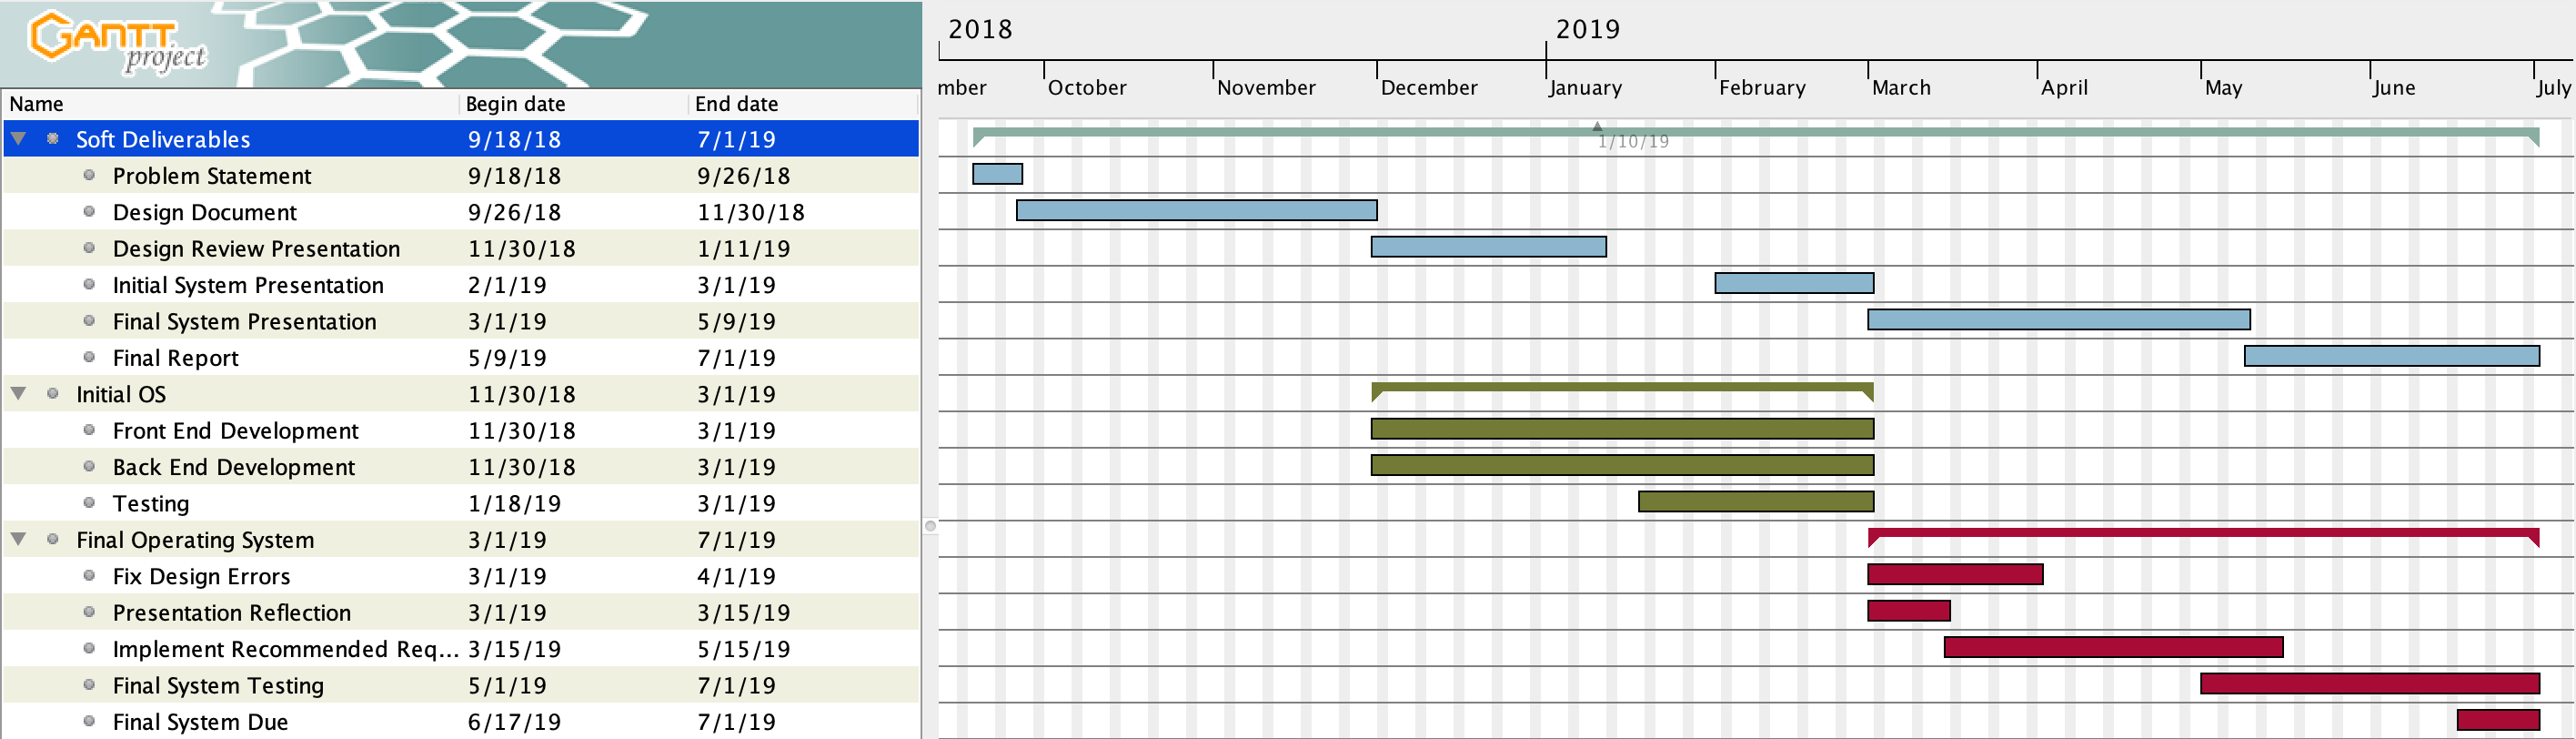 GANTT
project
2018 2019
mber October November December January February March April May June July
Name Begin date End date
Soft Deliverables 9/18/18 7/1/19
1/10/19
Problem Statement 9/18/18 9/26/18
Design Document 9/26/18 11/30/18
Design Review Presentation 11/30/18 1/11/19
Initial System Presentation 2/1/19 3/1/19
Final System Presentation 3/1/19 5/9/19
Final Report 5/9/19 7/1/19
Initial OS 11/30/18 3/1/19
Front End Development 11/30/18 3/1/19
Back End Development 11/30/18 3/1/19
Testing 1/18/19 3/1/19
Final Operating System 3/1/19 7/1/19
Fix Design Errors 3/1/19 4/1/19
Presentation Reflection 3/1/19 3/15/19
Implement Recommended Req... 3/15/19 5/15/19
Final System Testing 5/1/19 7/1/19
Final System Due 6/17/19 7/1/19